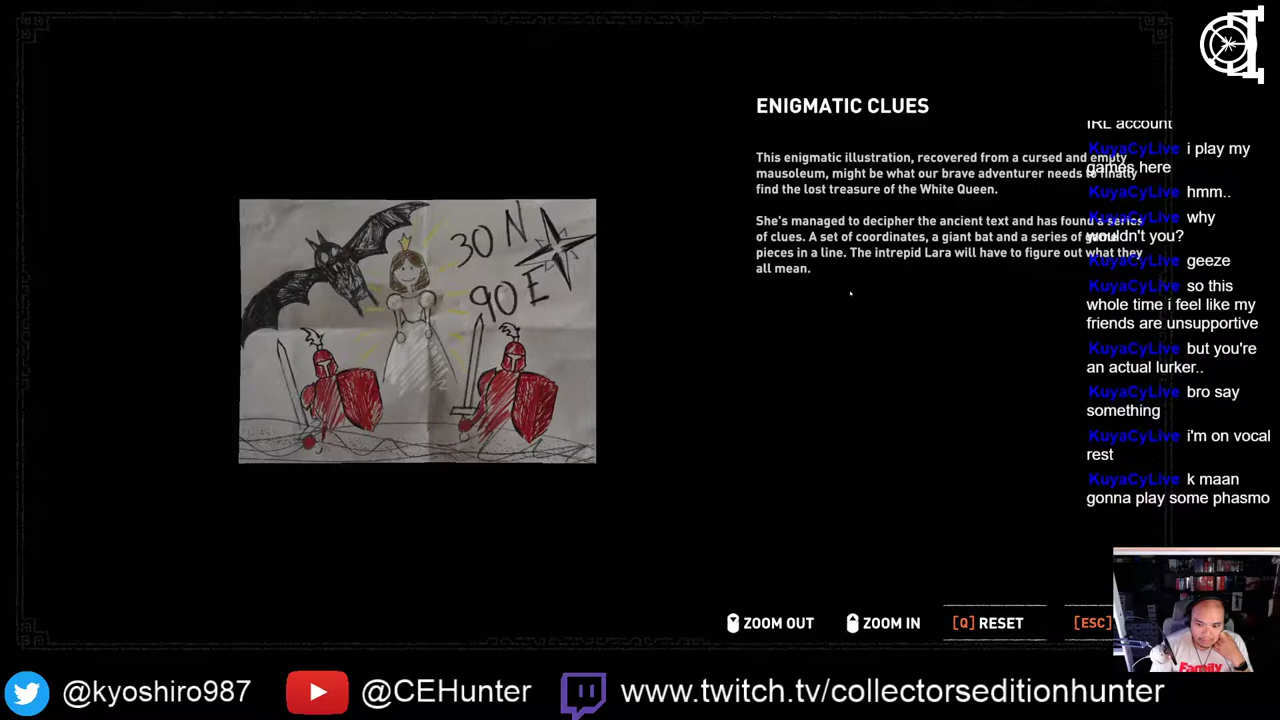 ENIGMATIC CLUES
This enigmatic illustration, recovered from a cursed and empty
mausoleum, might be what our brave adventurer needs to finally
find the lost treasure of the White Queen.
She's managed to decipher the ancient text and has found a series
of clues. A set of coordinates, a giant bat and a series of game
pieces in a line. The intrepid Lara will have to figure out what they
all mean.
30 N
90 E
IRL account
KuyaCyLive i play my
games here
KuyaCyLive hmm..
KuyaCyLive why
wouldn't you?
KuyaCyLive geeze
KuyaCyLive so this
whole time i feel like my
friends are unsupportive
KuyaCyLive but you're
an actual lurker..
KuyaCyLive bro say
something
KuyaCyLive i'm on vocal
rest
KuyaCyLive k maan
gonna play some phasmo
ZOOM OUT
ZOOM IN
[Q] RESET
[ESC]
Family
@kyoshiro987
@CEHunter
www.twitch.tv/collectorseditionhunter